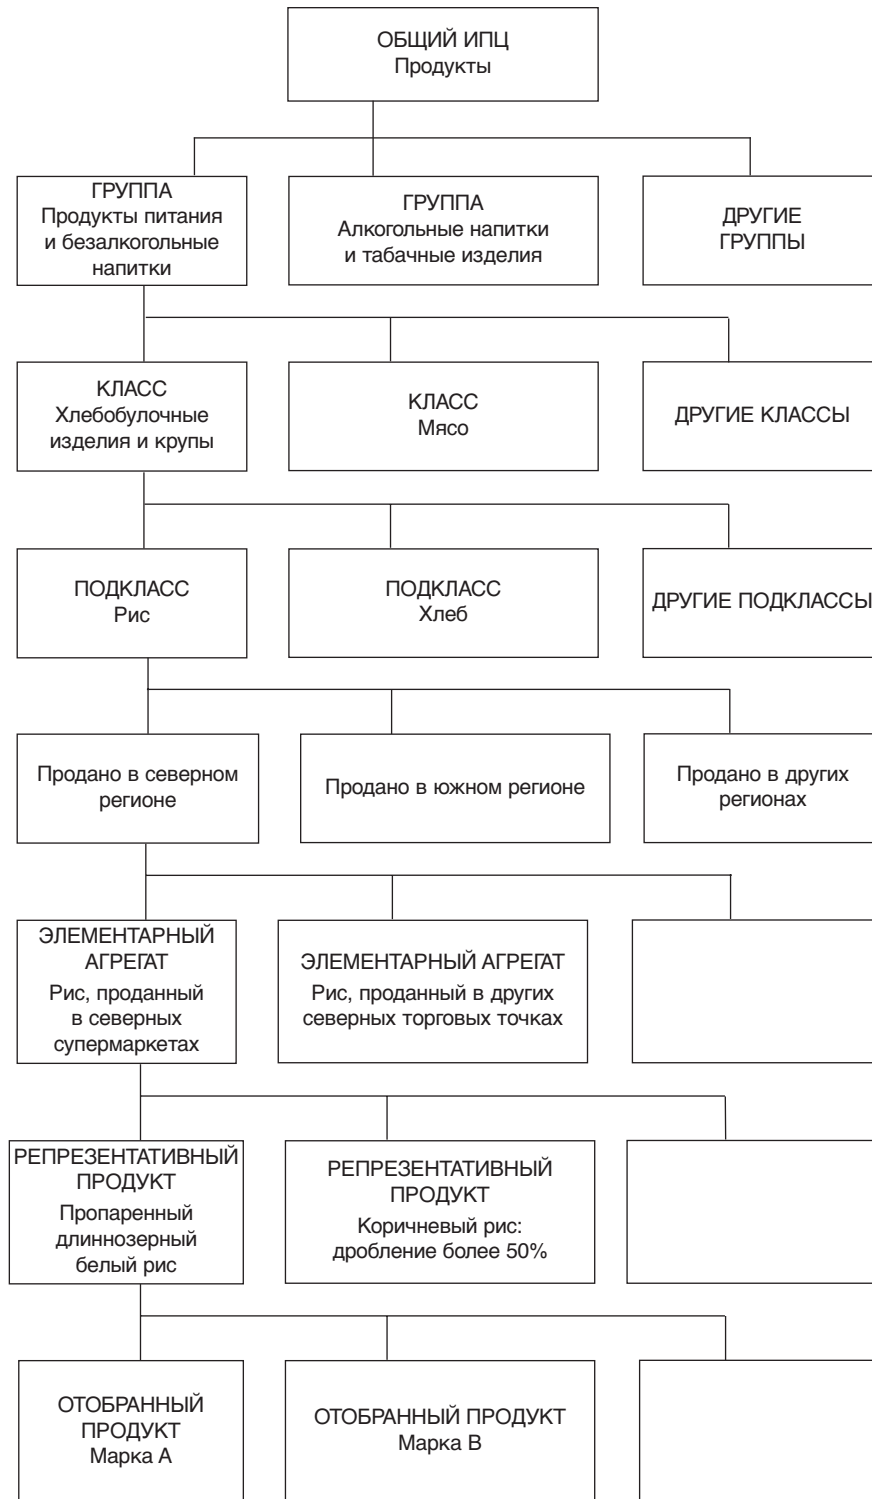 ОБЩИЙ ИПЦ
Продукты
ГРУППА
Продукты питания
и безалкогольные
напитки
ГРУППА
Алкогольные напитки
и табачные изделия
ДРУГИЕ
ГРУППЫ
КЛАСС
Хлебобулочные
изделия и крупы
КЛАСС
Мясо
ДРУГИЕ КЛАССЫ
ПОДКЛАСС
Рис
ПОДКЛАСС
Хлеб
ДРУГИЕ ПОДКЛАССЫ
Продано в северном
регионе
Продано в южном регионе
Продано в других
регионах
ЭЛЕМЕНТАРНЫЙ
АГРЕГАТ
Рис, проданный
в северных
супермаркетах
ЭЛЕМЕНТАРНЫЙ АГРЕГАТ
Рис, проданный в других
северных торговых точках
РЕПРЕЗЕНТАТИВНЫЙ
ПРОДУКТ
Пропаренный
длиннозерный
белый рис
РЕПРЕЗЕНТАТИВНЫЙ
ПРОДУКТ
Коричневый рис:
дробление более 50%
ОТОБРАННЫЙ
ПРОДУКТ
Марка А
ОТОБРАННЫЙ ПРОДУКТ
Марка В